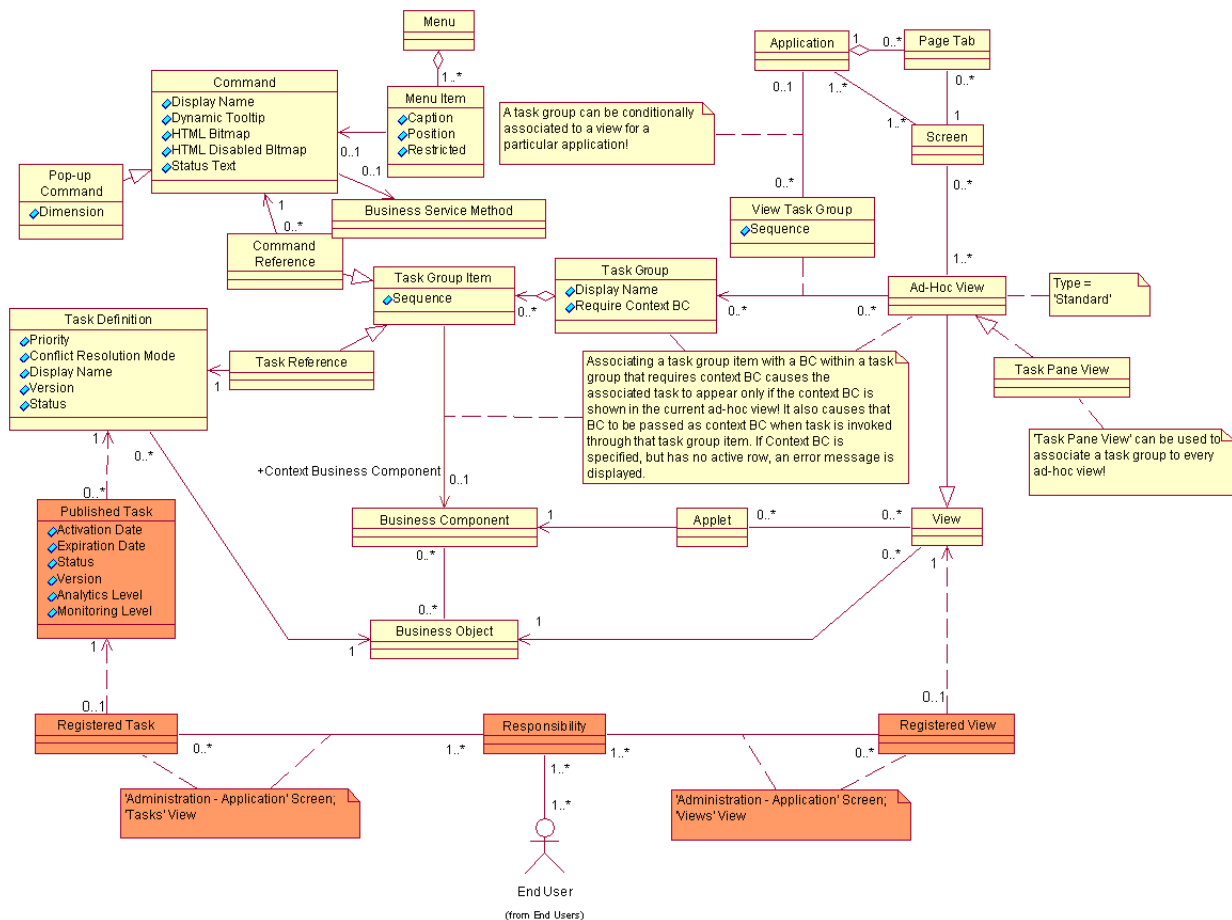 Menu
1..*
Menu Item
Caption
Position
Restricted
Command
Display Name
Dynamic Tooltip
HTML Bitmap
HTML Disabled BItmap
Status Text
0..1
0..1
Pop-up
Command
Dimension
Business Service Method
1
0..*
Command
Reference
A task group can be conditionally
associated to a view for a
particular application!
Application
1
0..*
Page Tab
0..1
1..*
0..*
1
1..*
Screen
0..*
0..*
View Task Group
Sequence
1..*
Task Group Item
Sequence
0..*
Task Group
Display Name
Require Context BC
0..*
0..*
Ad-Hoc View
Type =
'Standard'
Task Definition
Priority
Conflict Resolution Mode
Display Name
Version
Status
1
Task Reference
Associating a task group item with a BC within a task
group that requires context BC causes the
associated task to appear only if the context BC is
shown in the current ad-hoc view! It also causes that
BC to be passed as context BC when task is invoked
through that task group item. If Context BC is
specified, but has no active row, an error message is
displayed.
Task Pane View
'Task Pane View' can be used to
associate a task group to every
ad-hoc view!
1
0..*
0..*
+Context Business Component
0..1
Published Task
Activation Date
Expiration Date
Status
Version
Analytics Level
Monitoring Level
Business Component
1
Applet
0..*
0..*
View
0..*
0..*
0..*
1
Business Object
1
1
1
0..1
0..1
Registered Task
0..*
1..*
Responsibility
1..*
0..*
Registered View
1..*
1..*
'Administration - Application' Screen;
'Tasks' View
'Administration - Application' Screen;
'Views' View
End User
(from End Users)